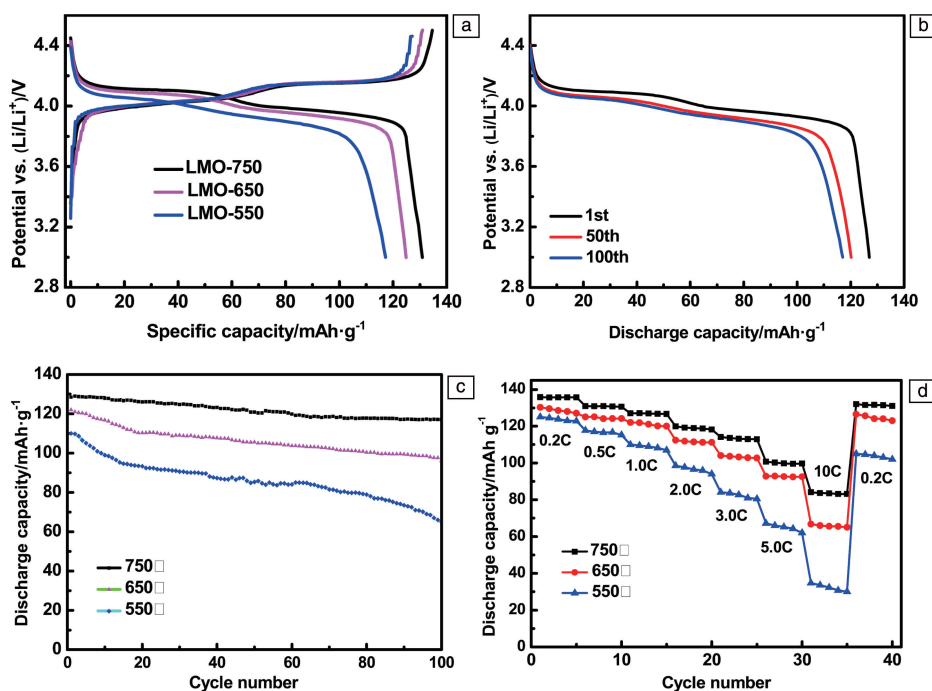 a
4.4
4.0
3.6
3.2
2.8
Potential vs. (Li/Li⁺)/V
LMO-750
LMO-650
LMO-550
0 20 40 60 80 100 120 140
Specific capacity/mAh·g⁻¹
b
4.4
4.0
3.6
3.2
2.8
Potential vs. (Li/Li⁺)/V
1st
50th
100th
0 20 40 60 80 100 120 140
Discharge capacity/mAh·g⁻¹
c
140
120
100
80
60
40
20
0
Discharge capacity/mAh·g⁻¹
750□
650□
550□
0 20 40 60 80 100
Cycle number
d
140
120
100
80
60
40
20
0
Discharge capacity/mAh g⁻¹
0.2C
0.5C
1.0C
2.0C
3.0C
5.0C
10C
0.2C
750□
650□
550□
0 10 20 30 40
Cycle number